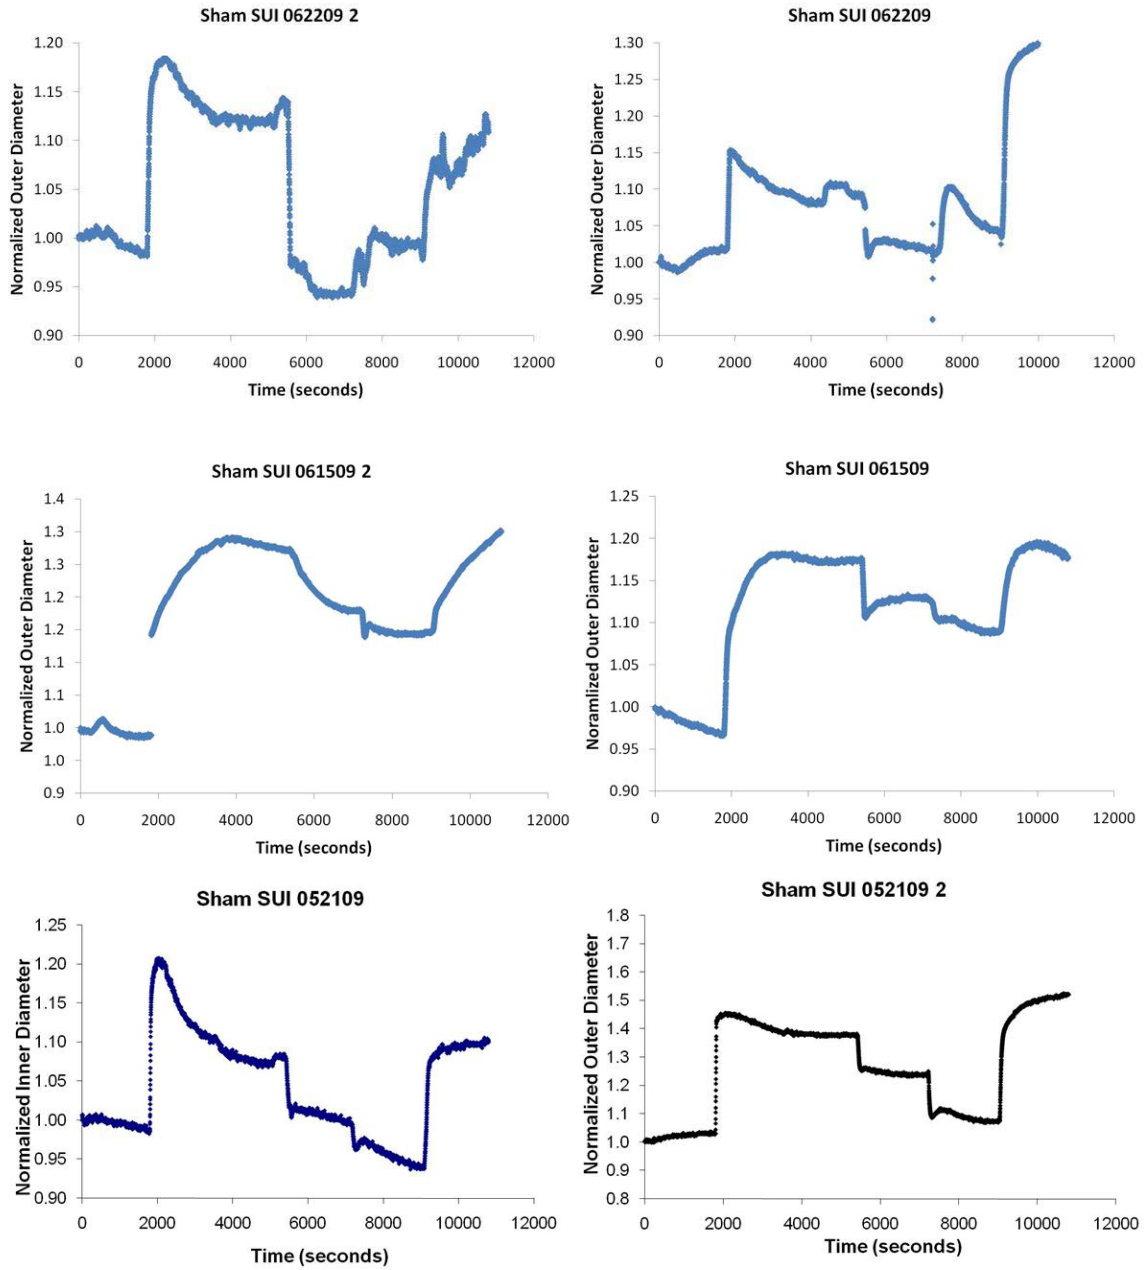 Sham SUI 062209 2
Normalized Outer Diameter
1.20
1.15
1.10
1.05
1.00
0.95
0.90
0 2000 4000 6000 8000 10000 12000
Time (seconds)
Sham SUI 062209
Normalized Outer Diameter
1.30
1.25
1.20
1.15
1.10
1.05
1.00
0.95
0.90
0 2000 4000 6000 8000 10000 12000
Time (seconds)
Sham SUI 061509 2
Normalized Outer Diameter
1.4
1.3
1.3
1.2
1.2
1.1
1.1
1.0
1.0
0.9
0 2000 4000 6000 8000 10000 12000
Time (seconds)
Sham SUI 061509
Noramlized Outer Diameter
1.25
1.20
1.15
1.10
1.05
1.00
0.95
0.90
0 2000 4000 6000 8000 10000 12000
Time (seconds)
Sham SUI 052109
Normalized Inner Diameter
1.25
1.20
1.15
1.10
1.05
1.00
0.95
0.90
0 2000 4000 6000 8000 10000 12000
Time (seconds)
Sham SUI 052109 2
Normalized Outer Diameter
1.8
1.7
1.6
1.5
1.4
1.3
1.2
1.1
1.0
0.9
0.8
0 2000 4000 6000 8000 10000 12000
Time (seconds)